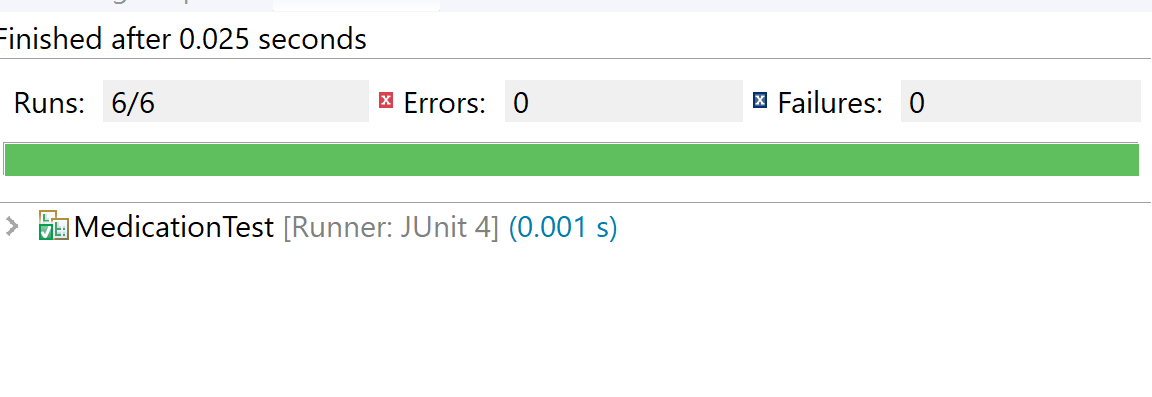 Finished after 0.025 seconds
Runs: 6/6 Errors: 0 Failures: 0
MedicationTest [Runner: JUnit 4] (0.001 s)